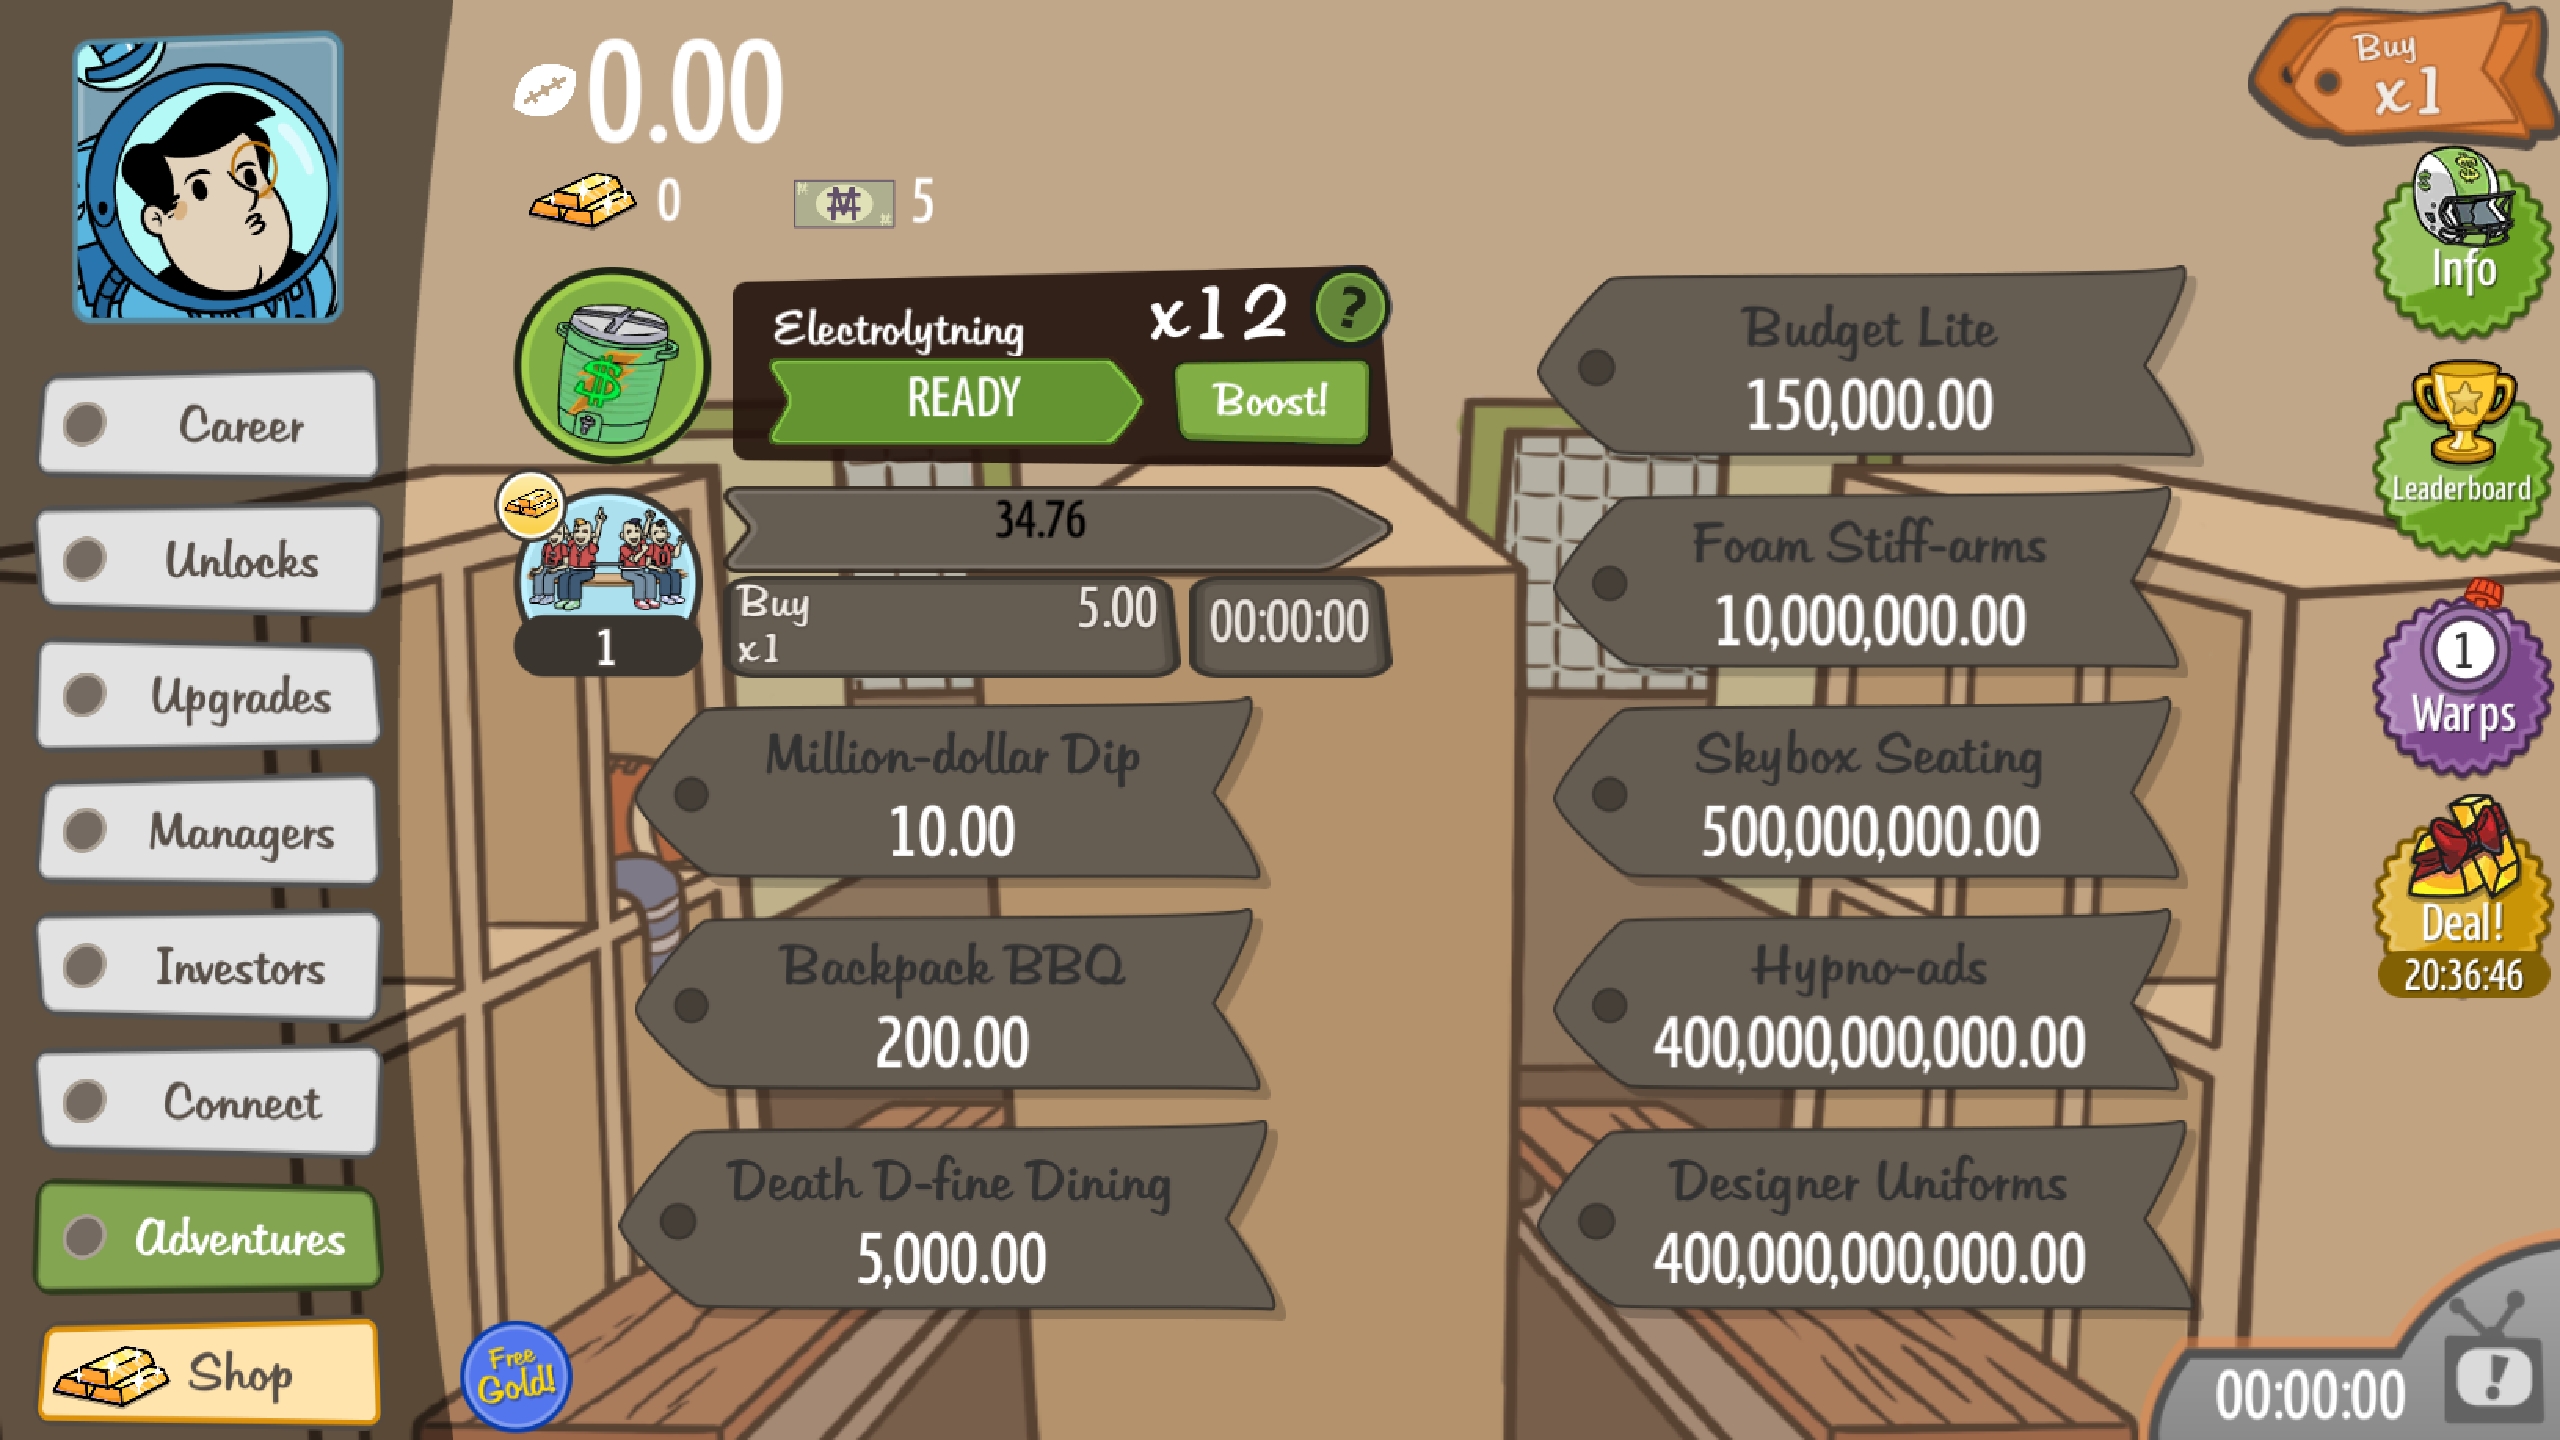 0.00
0
5
Buy
x1
Career
Unlocks
Upgrades
Managers
Investors
Connect
Adventures
Shop
Free
Gold!
Electrolytning
x12
?
READY
Boost!
34.76
1
Buy
x1
5.00
00:00:00
Million-dollar Dip
10.00
Backpack BBQ
200.00
Death D-fine Dining
5,000.00
Budget Lite
150,000.00
Foam Stiff-arms
10,000,000.00
Skybox Seating
500,000,000.00
Hypno-ads
400,000,000,000.00
Designer Uniforms
400,000,000,000.00
Info
Leaderboard
1
Warps
Deal!
20:36:46
00:00:00
!